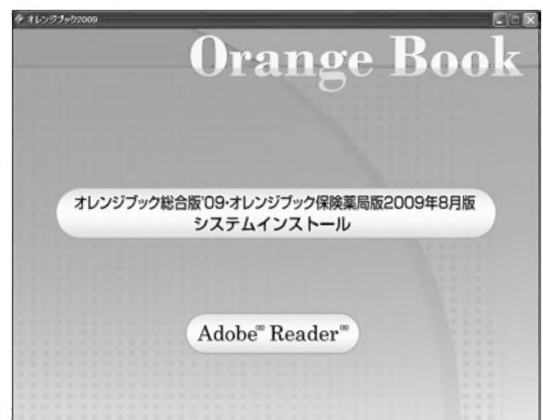 オレンジブック2009
Orange Book
オレンジブック総合版'09・オレンジブック保険薬局版2009年8月版
システムインストール
Adobe® Reader®